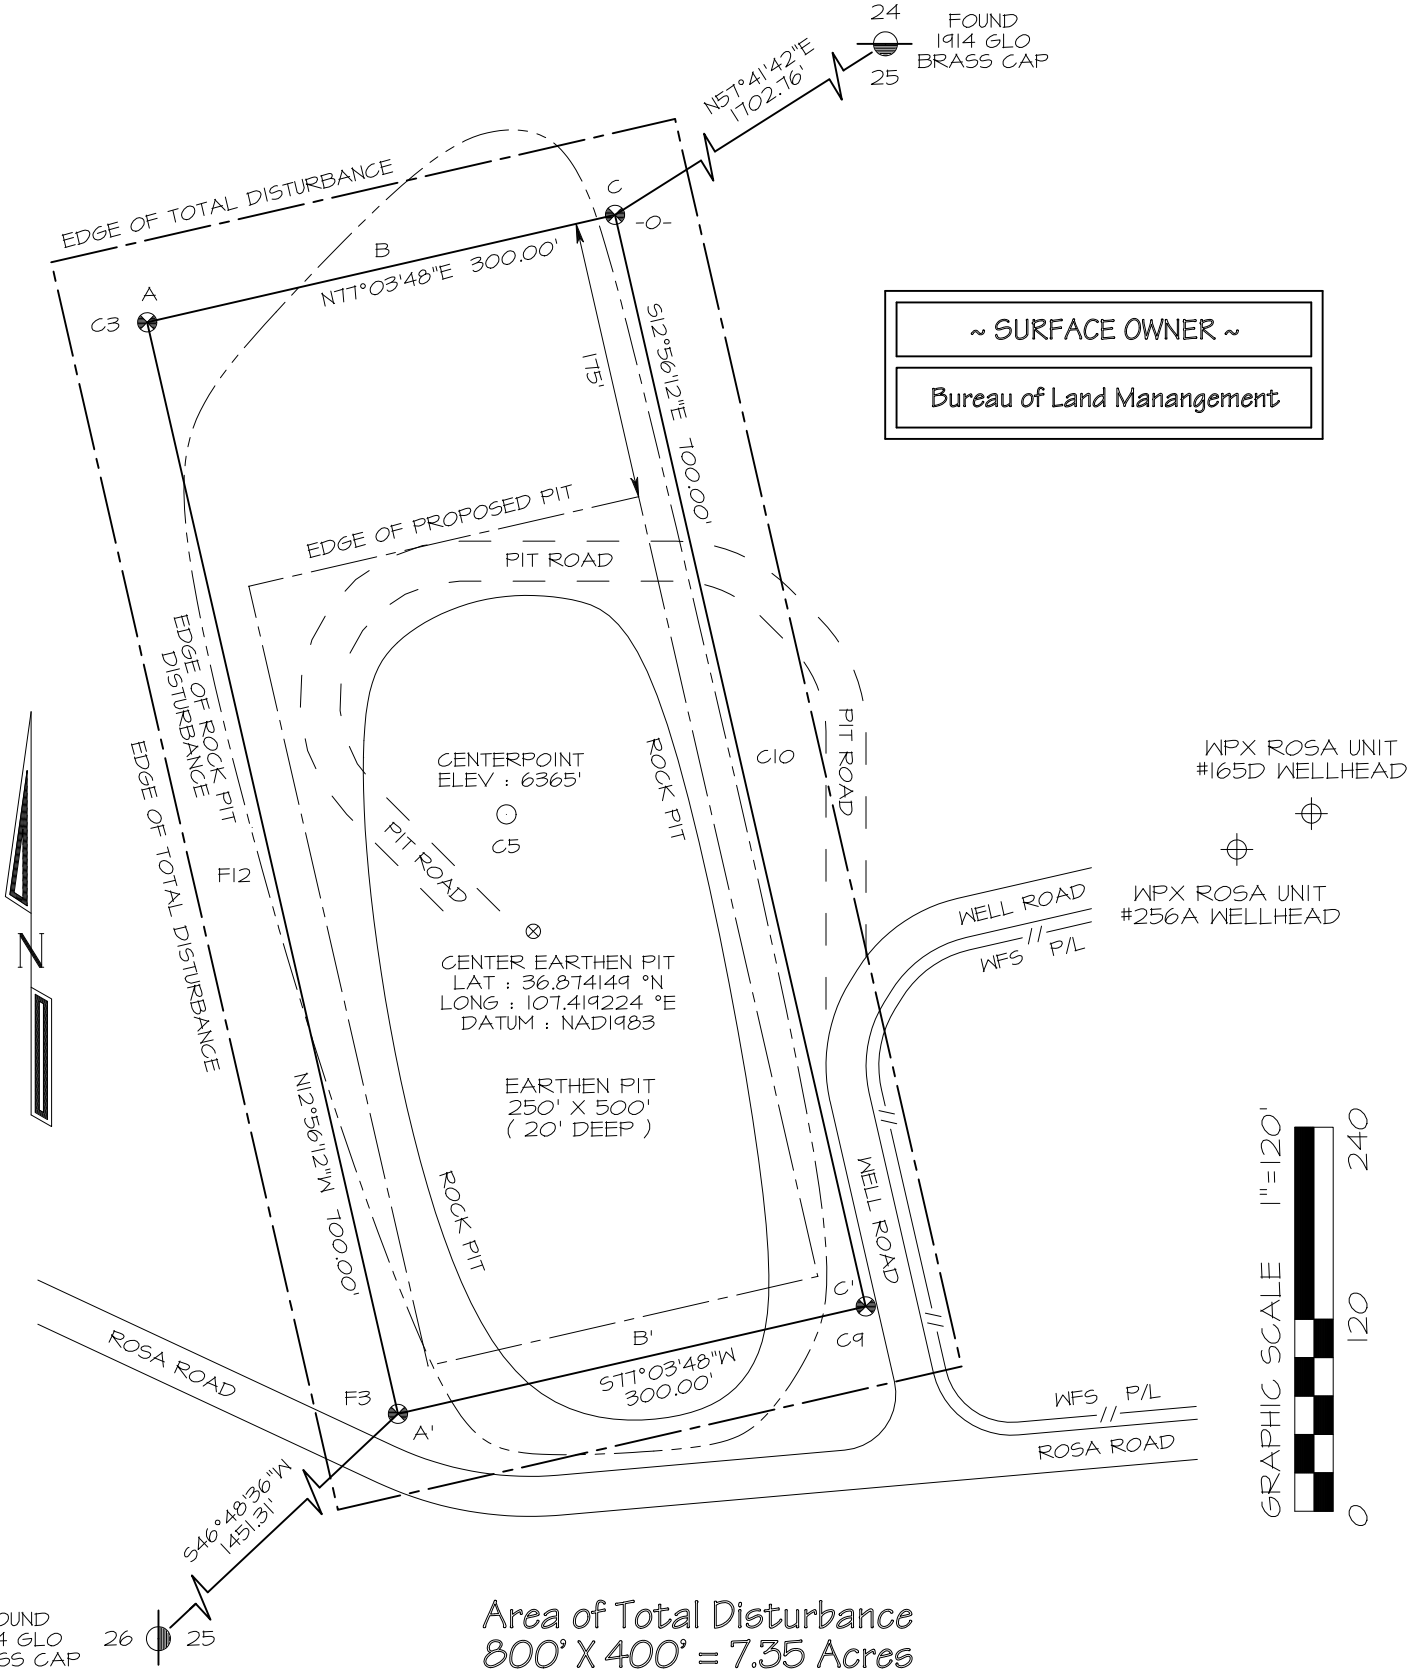 24
FOUND
1914 GLO
BRASS CAP
25
N57°41'42"E
1702.76'
EDGE OF TOTAL DISTURBANCE
C
-0-
B
N77°03'48"E 300.00'
A
C3
S12°56'12"E 700.00'
175'
~ SURFACE OWNER ~
Bureau of Land Manangement
EDGE OF PROPOSED PIT
PIT ROAD
EDGE OF ROCK PIT
DISTURBANCE
EDGE OF TOTAL DISTURBANCE
ROCK PIT
C10
PIT ROAD
CENTERPOINT
ELEV : 6365'
C5
PIT ROAD
F12
WPX ROSA UNIT
#165D WELLHEAD
WPX ROSA UNIT
#256A WELLHEAD
WELL ROAD
WFS P/L
N
CENTER EARTHEN PIT
LAT : 36.874149 °N
LONG : 107.419224 °E
DATUM : NAD1983
EARTHEN PIT
250' X 500'
( 20' DEEP )
N12°56'12"W 700.00'
ROCK PIT
WELL ROAD
C'
C9
B'
S77°03'48"W
300.00'
F3
A'
ROSA ROAD
WFS P/L
ROSA ROAD
GRAPHIC SCALE 1"=120'
240
120
0
S46°48'36"W
1451.31'
OUND
4 GLO
SS CAP
26
25
Area of Total Disturbance
800' X 400' = 7.35 Acres